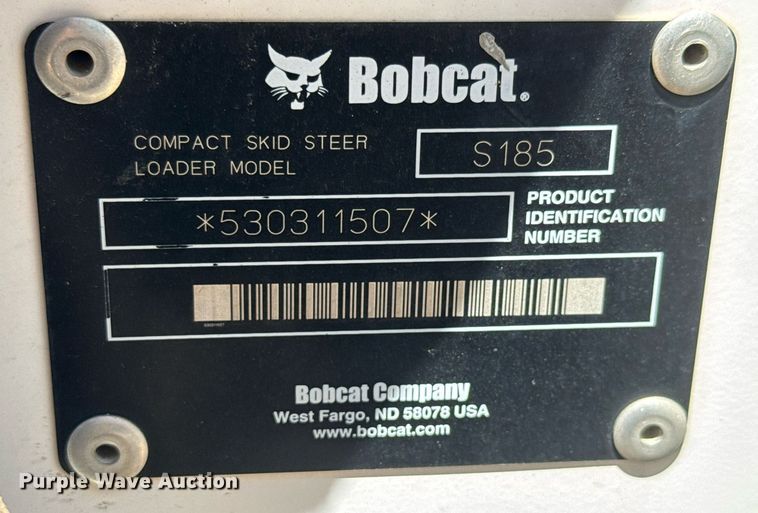 Bobcat®
COMPACT SKID STEER
LOADER MODEL
S185
*530311507*
PRODUCT
IDENTIFICATION
NUMBER
Bobcat Company
West Fargo, ND 58078 USA
www.bobcat.com
Purple Wave Auction